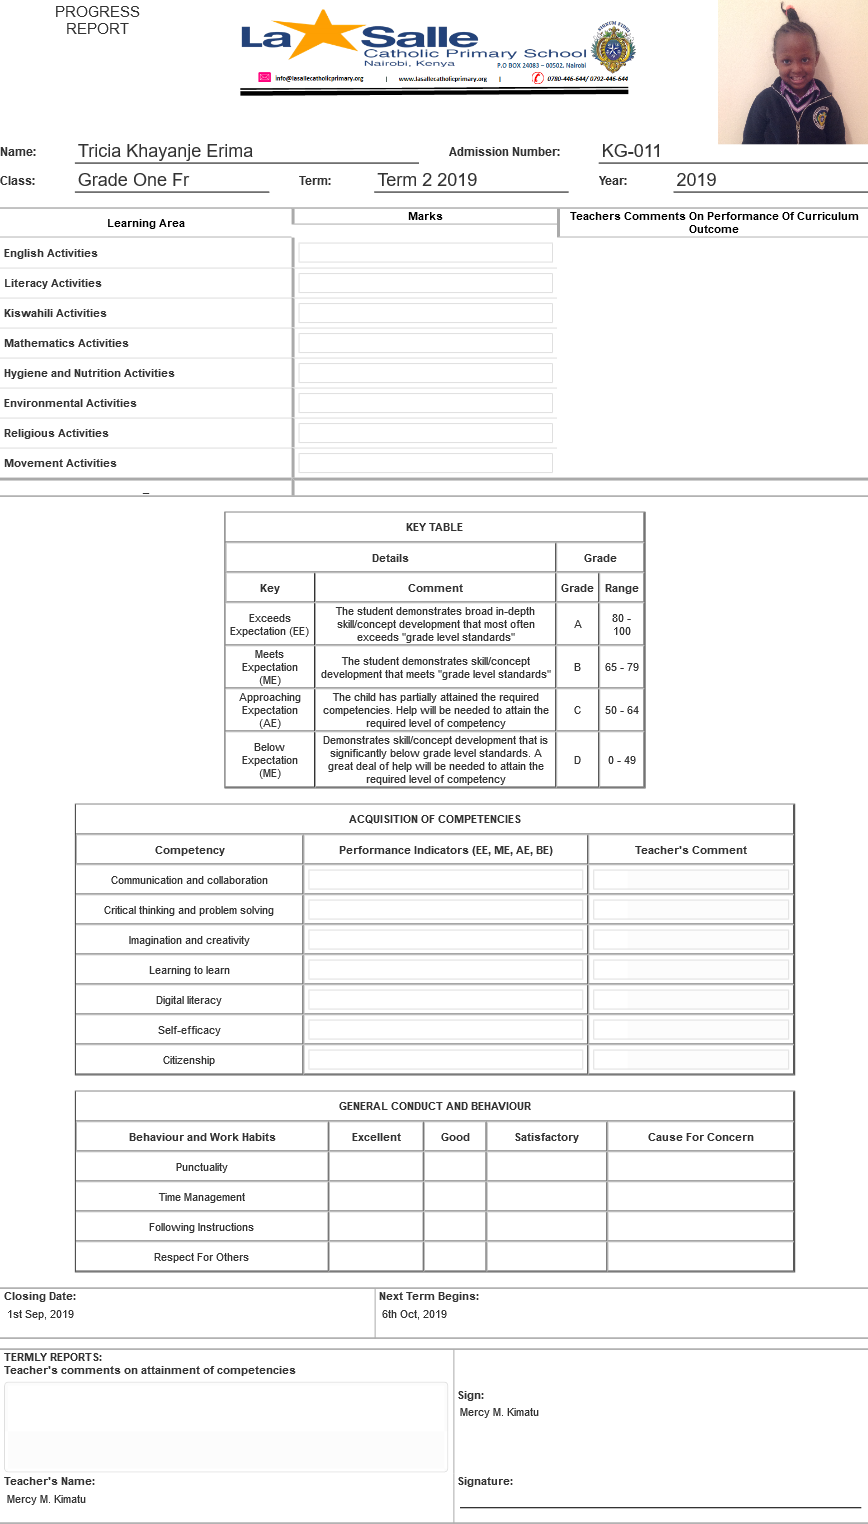 PROGRESS
REPORT
La Salle
Catholic Primary School
Nairobi, Kenya
P.O BOX 24083 – 00502, Nairobi
info@lasallecatholicprimary.org | www.lasallecatholicprimary.org | 0780-446-644/ 0792-446-644
Name: Tricia Khayanje Erima Admission Number: KG-011
Class: Grade One Fr Term: Term 2 2019 Year: 2019
Learning Area Marks Teachers Comments On Performance Of Curriculum
Outcome
English Activities
Literacy Activities
Kiswahili Activities
Mathematics Activities
Hygiene and Nutrition Activities
Environmental Activities
Religious Activities
Movement Activities
_
KEY TABLE
Details Grade
Key Comment Grade Range
Exceeds
Expectation (EE)
The student demonstrates broad in-depth
skill/concept development that most often
exceeds "grade level standards"
A
80 -
100
Meets
Expectation
(ME)
The student demonstrates skill/concept
development that meets "grade level standards"
B
65 - 79
Approaching
Expectation
(AE)
The child has partially attained the required
competencies. Help will be needed to attain the
required level of competency
C
50 - 64
Below
Expectation
(ME)
Demonstrates skill/concept development that is
significantly below grade level standards. A
great deal of help will be needed to attain the
required level of competency
D
0 - 49
ACQUISITION OF COMPETENCIES
Competency Performance Indicators (EE, ME, AE, BE) Teacher's Comment
Communication and collaboration
Critical thinking and problem solving
Imagination and creativity
Learning to learn
Digital literacy
Self-efficacy
Citizenship
GENERAL CONDUCT AND BEHAVIOUR
Behaviour and Work Habits Excellent Good Satisfactory Cause For Concern
Punctuality
Time Management
Following Instructions
Respect For Others
Closing Date: Next Term Begins:
1st Sep, 2019 6th Oct, 2019
TERMLY REPORTS:
Teacher's comments on attainment of competencies
Sign:
Mercy M. Kimatu
Teacher's Name: Signature:
Mercy M. Kimatu